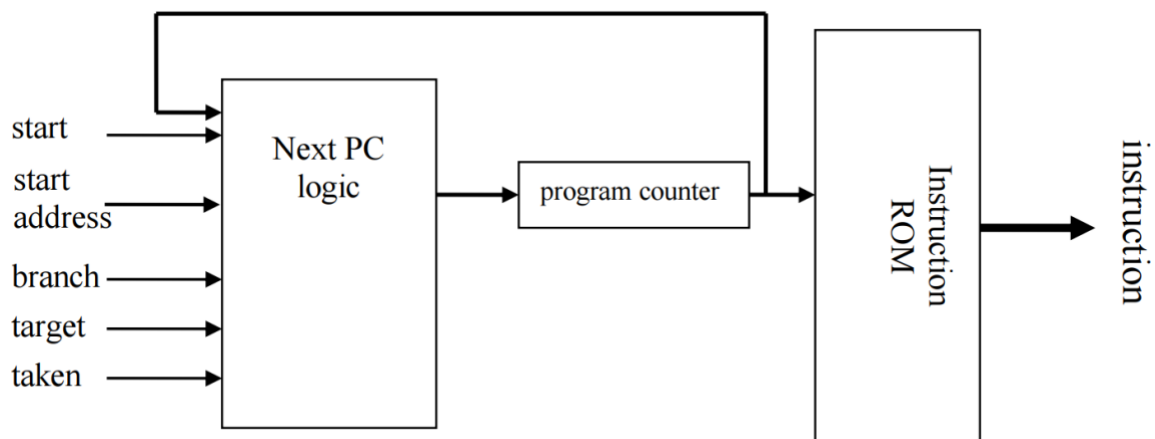 start
start
address
branch
target
taken
Next PC
logic
program counter
Instruction
ROM
instruction